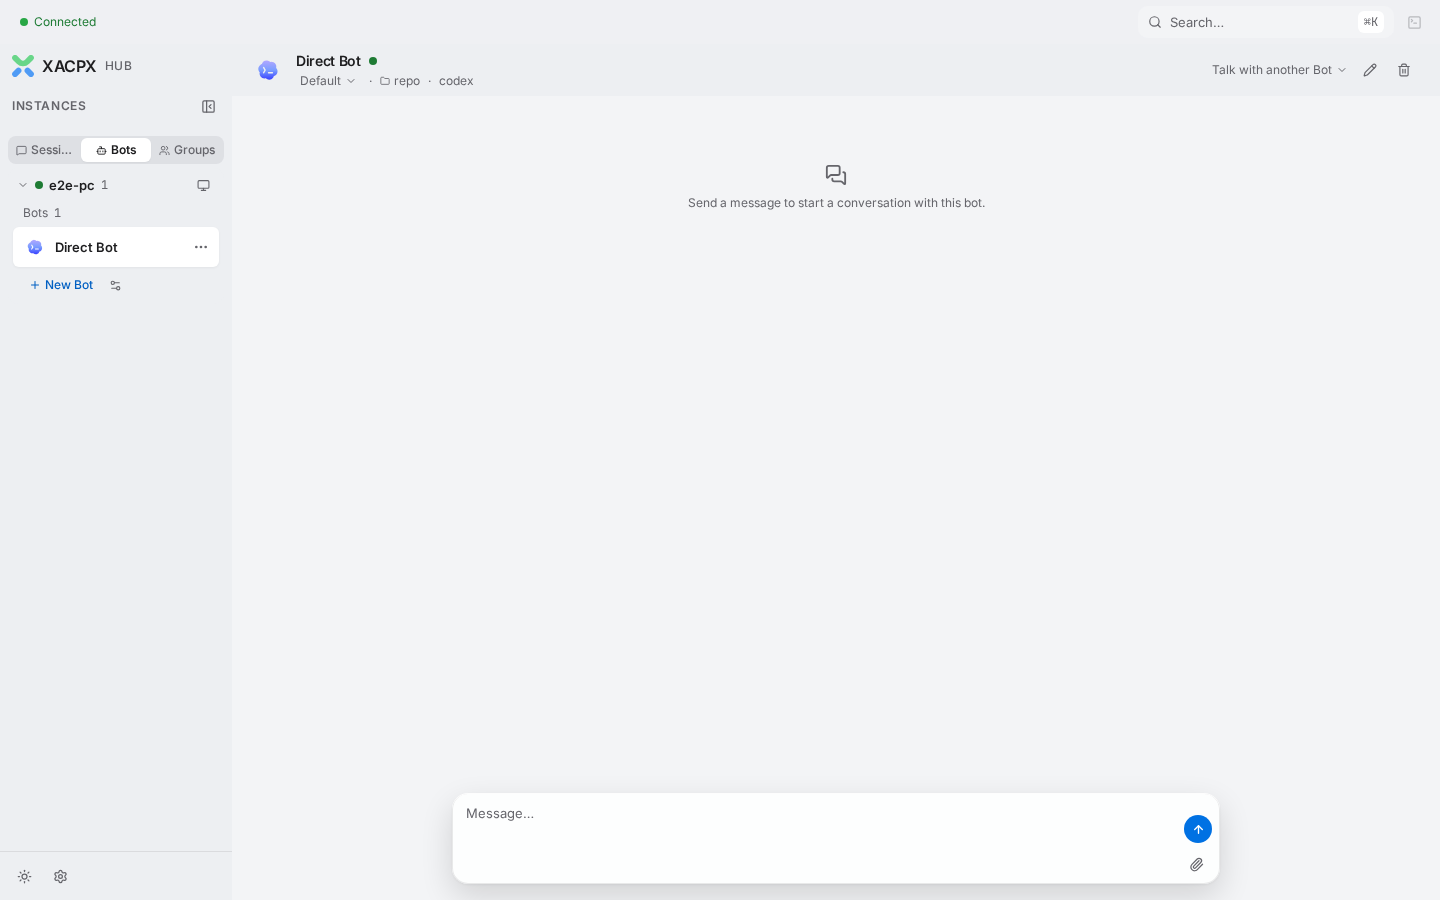 Connected
Search...
⌘K
XACPX HUB
INSTANCES
Sessi...
Bots
Groups
e2e-pc 1
Bots 1
Direct Bot
New Bot
Direct Bot
Default · repo · codex
Talk with another Bot
Send a message to start a conversation with this bot.
Message...